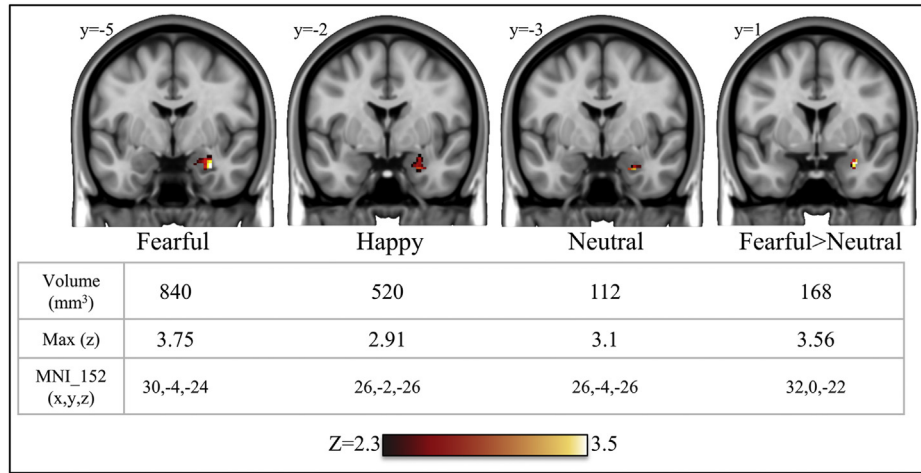 y=-5 y=-2 y=-3 y=1
Fearful Happy Neutral Fearful>Neutral
Volume
(mm³) 840 520 112 168
Max (z) 3.75 2.91 3.1 3.56
MNI_152
(x,y,z) 30,-4,-24 26,-2,-26 26,-4,-26 32,0,-22
Z=2.3 3.5